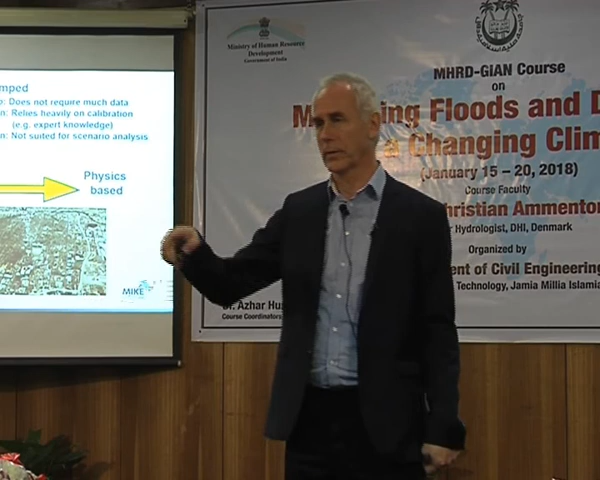 mped
Does not require much data
Relies heavily on calibration
(e.g. expert knowledge)
Not suited for scenario analysis
Physics
based
MIKE
Ministry of Human Resource
Development
Government of India
MHRD-GIAN Course
on
ing Floods and D
a Changing Clim
(January 15 – 20, 2018)
Course Faculty
hristian Ammento
r Hydrologist, DHI, Denmark
Organized by
ent of Civil Engineering
Technology, Jamia Millia Islamia
Azhar Hus
Course Coordinators,